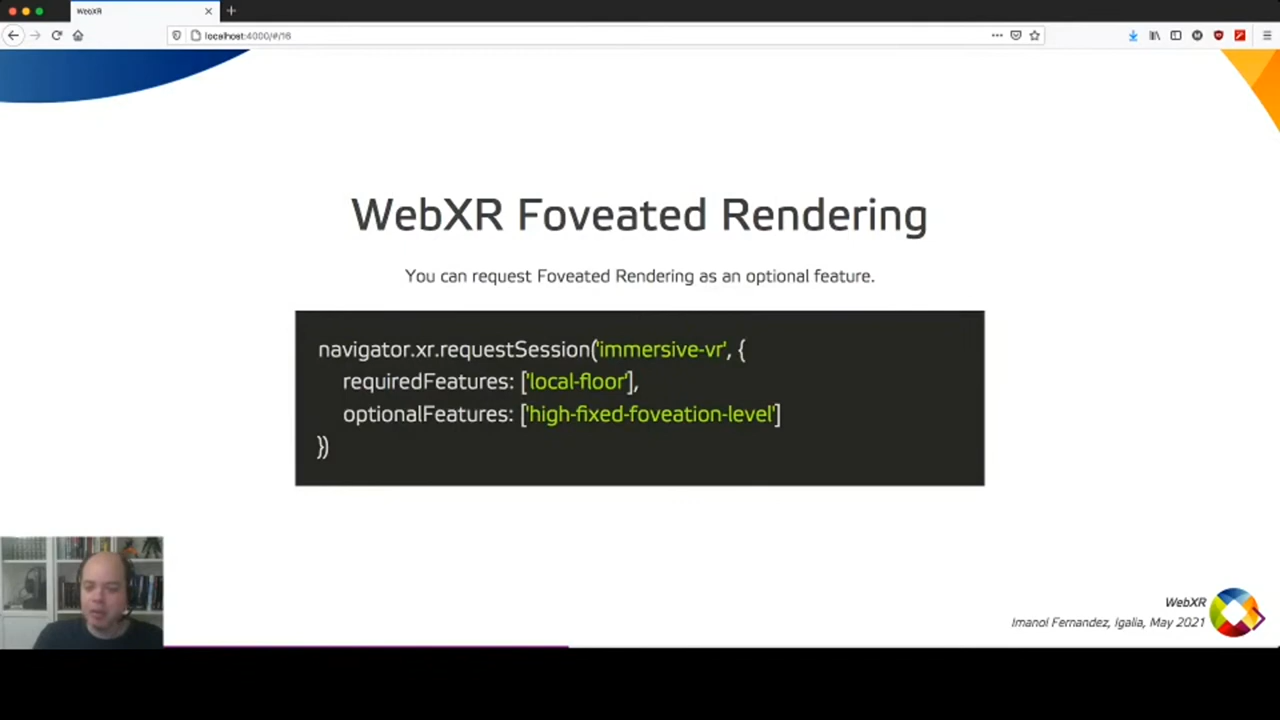 WebXR
localhost:4000/#/16
WebXR Foveated Rendering
You can request Foveated Rendering as an optional feature.
navigator.xr.requestSession('immersive-vr', {
requiredFeatures: ['local-floor'],
optionalFeatures: ['high-fixed-foveation-level']
})
WebXR
Imanol Fernandez, Igalia, May 2021